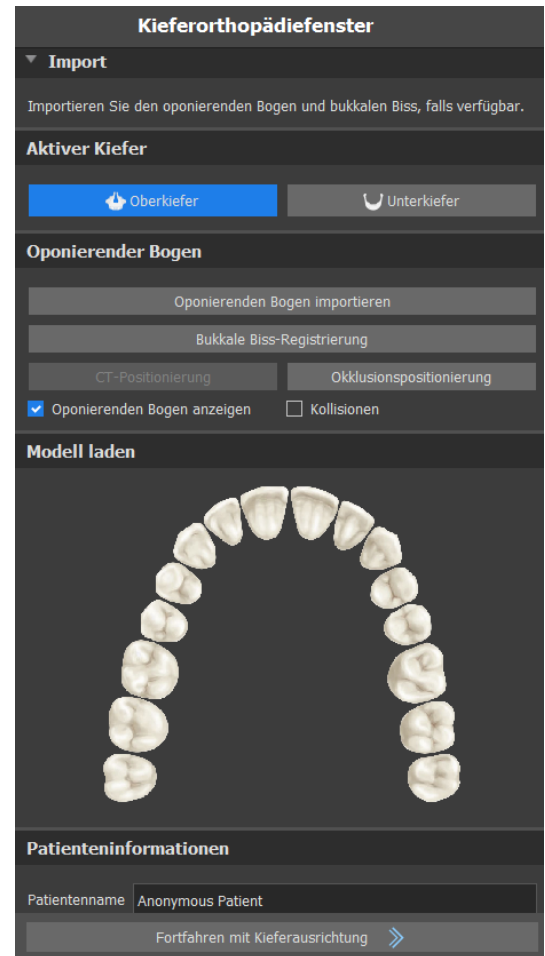 Kieferorthopädiefenster
Import
Importieren Sie den oponierenden Bogen und bukkalen Biss, falls verfügbar.
Aktiver Kiefer
Oberkiefer Unterkiefer
Oponierender Bogen
Oponierenden Bogen importieren
Bukkale Biss-Registrierung
CT-Positionierung Okklusionspositionierung
Oponierenden Bogen anzeigen Kollisionen
Modell laden
Patienteninformationen
Patientenname Anonymous Patient
Fortfahren mit Kieferausrichtung